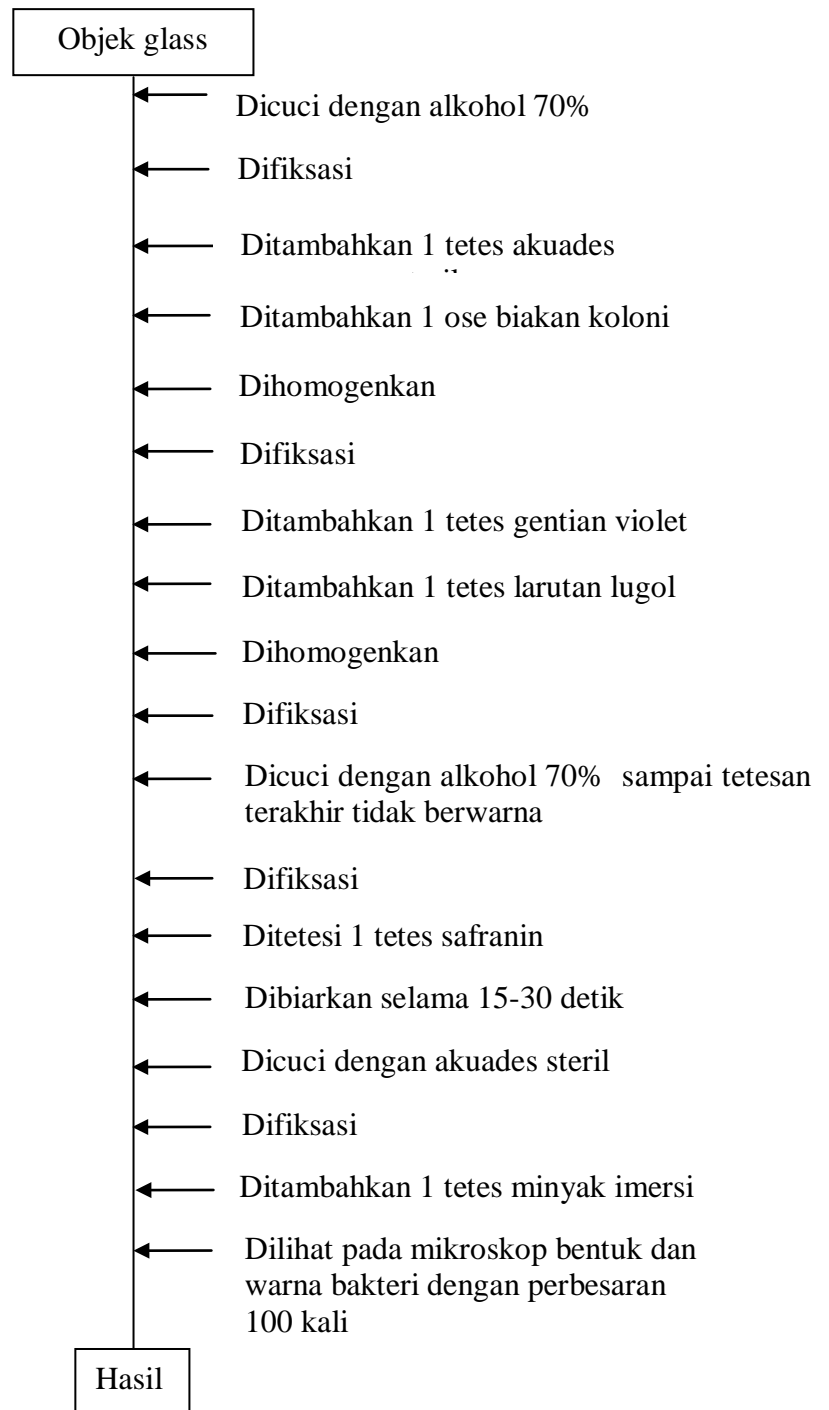 Objek glass
Dicuci dengan alkohol 70%
Difiksasi
Ditambahkan 1 tetes akuades
Ditambahkan 1 ose biakan koloni
Dihomogenkan
Difiksasi
Ditambahkan 1 tetes gentian violet
Ditambahkan 1 tetes larutan lugol
Dihomogenkan
Difiksasi
Dicuci dengan alkohol 70% sampai tetesan
terakhir tidak berwarna
Difiksasi
Ditetesi 1 tetes safranin
Dibiarkan selama 15-30 detik
Dicuci dengan akuades steril
Difiksasi
Ditambahkan 1 tetes minyak imersi
Dilihat pada mikroskop bentuk dan
warna bakteri dengan perbesaran
100 kali
Hasil